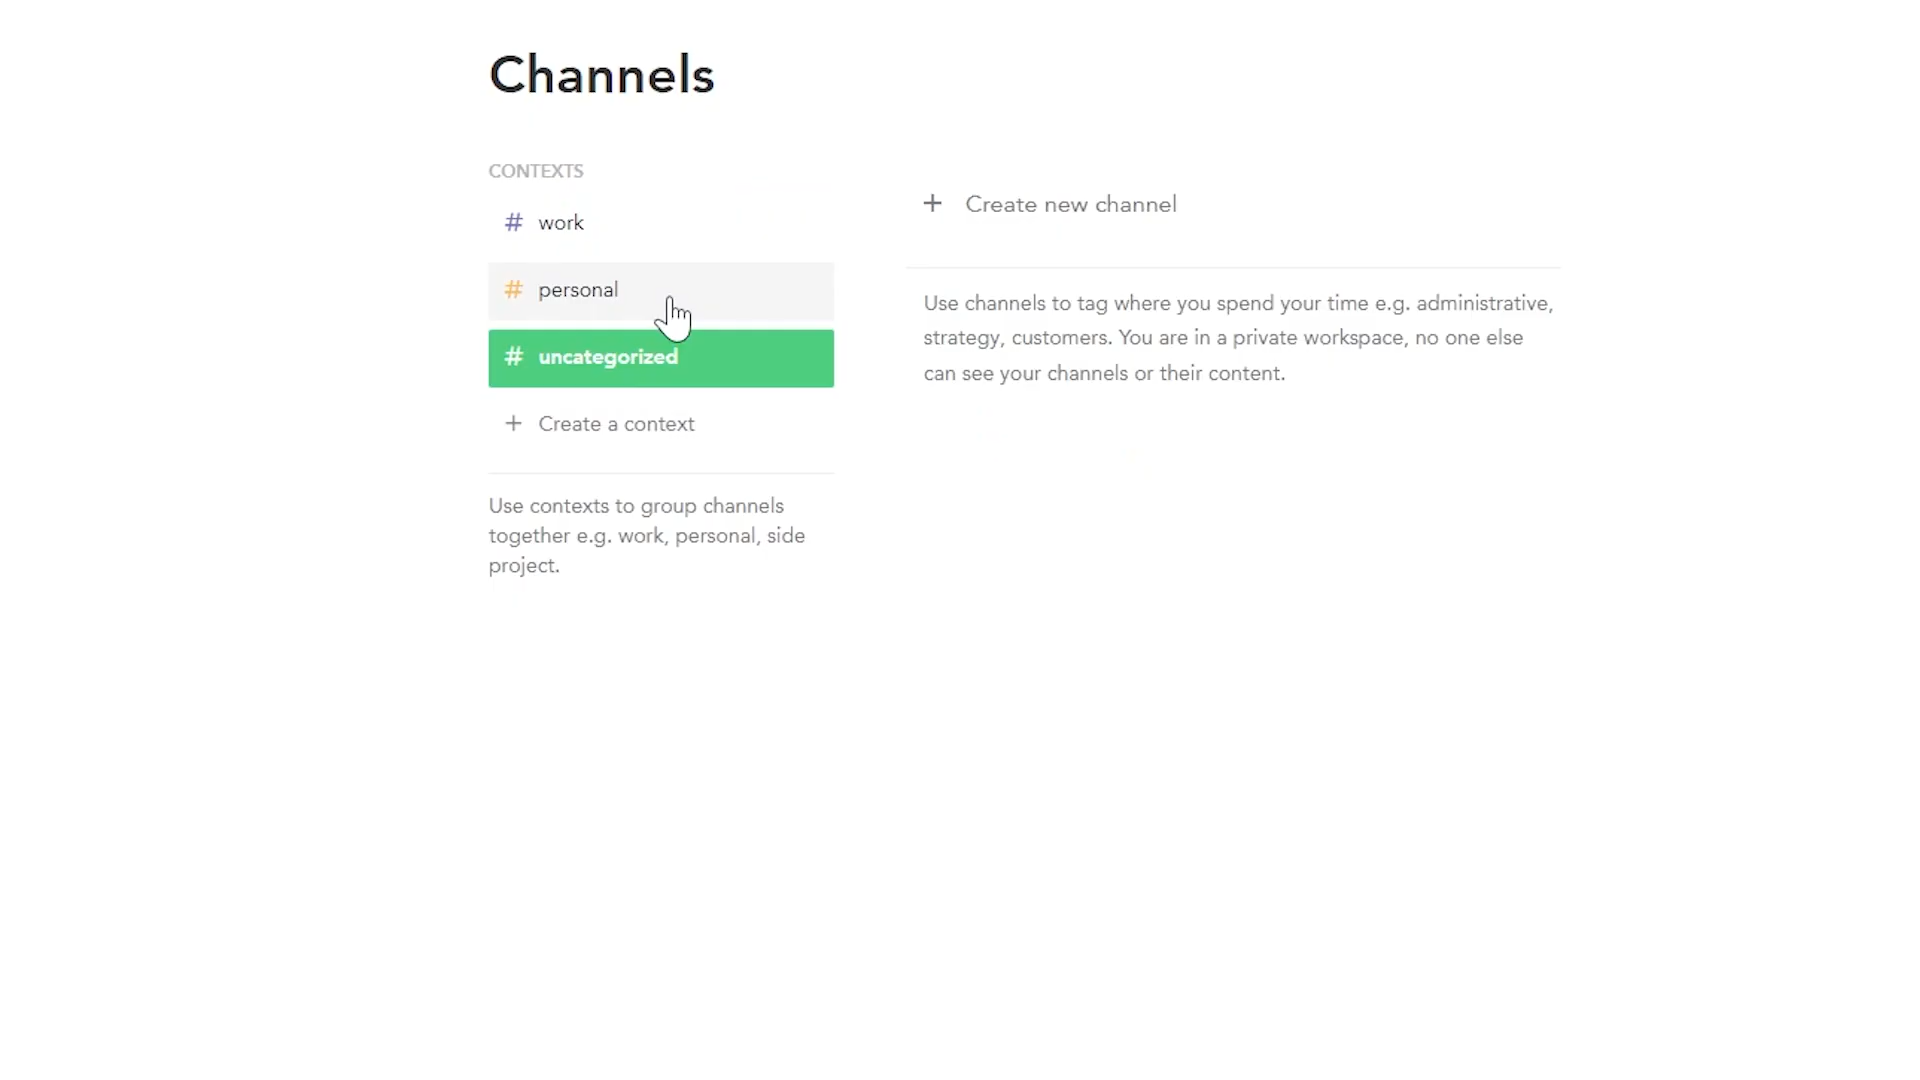 Channels
CONTEXTS
# work
# personal
# uncategorized
+ Create a context
Use contexts to group channels
together e.g. work, personal, side
project.
+ Create new channel
Use channels to tag where you spend your time e.g. administrative,
strategy, customers. You are in a private workspace, no one else
can see your channels or their content.